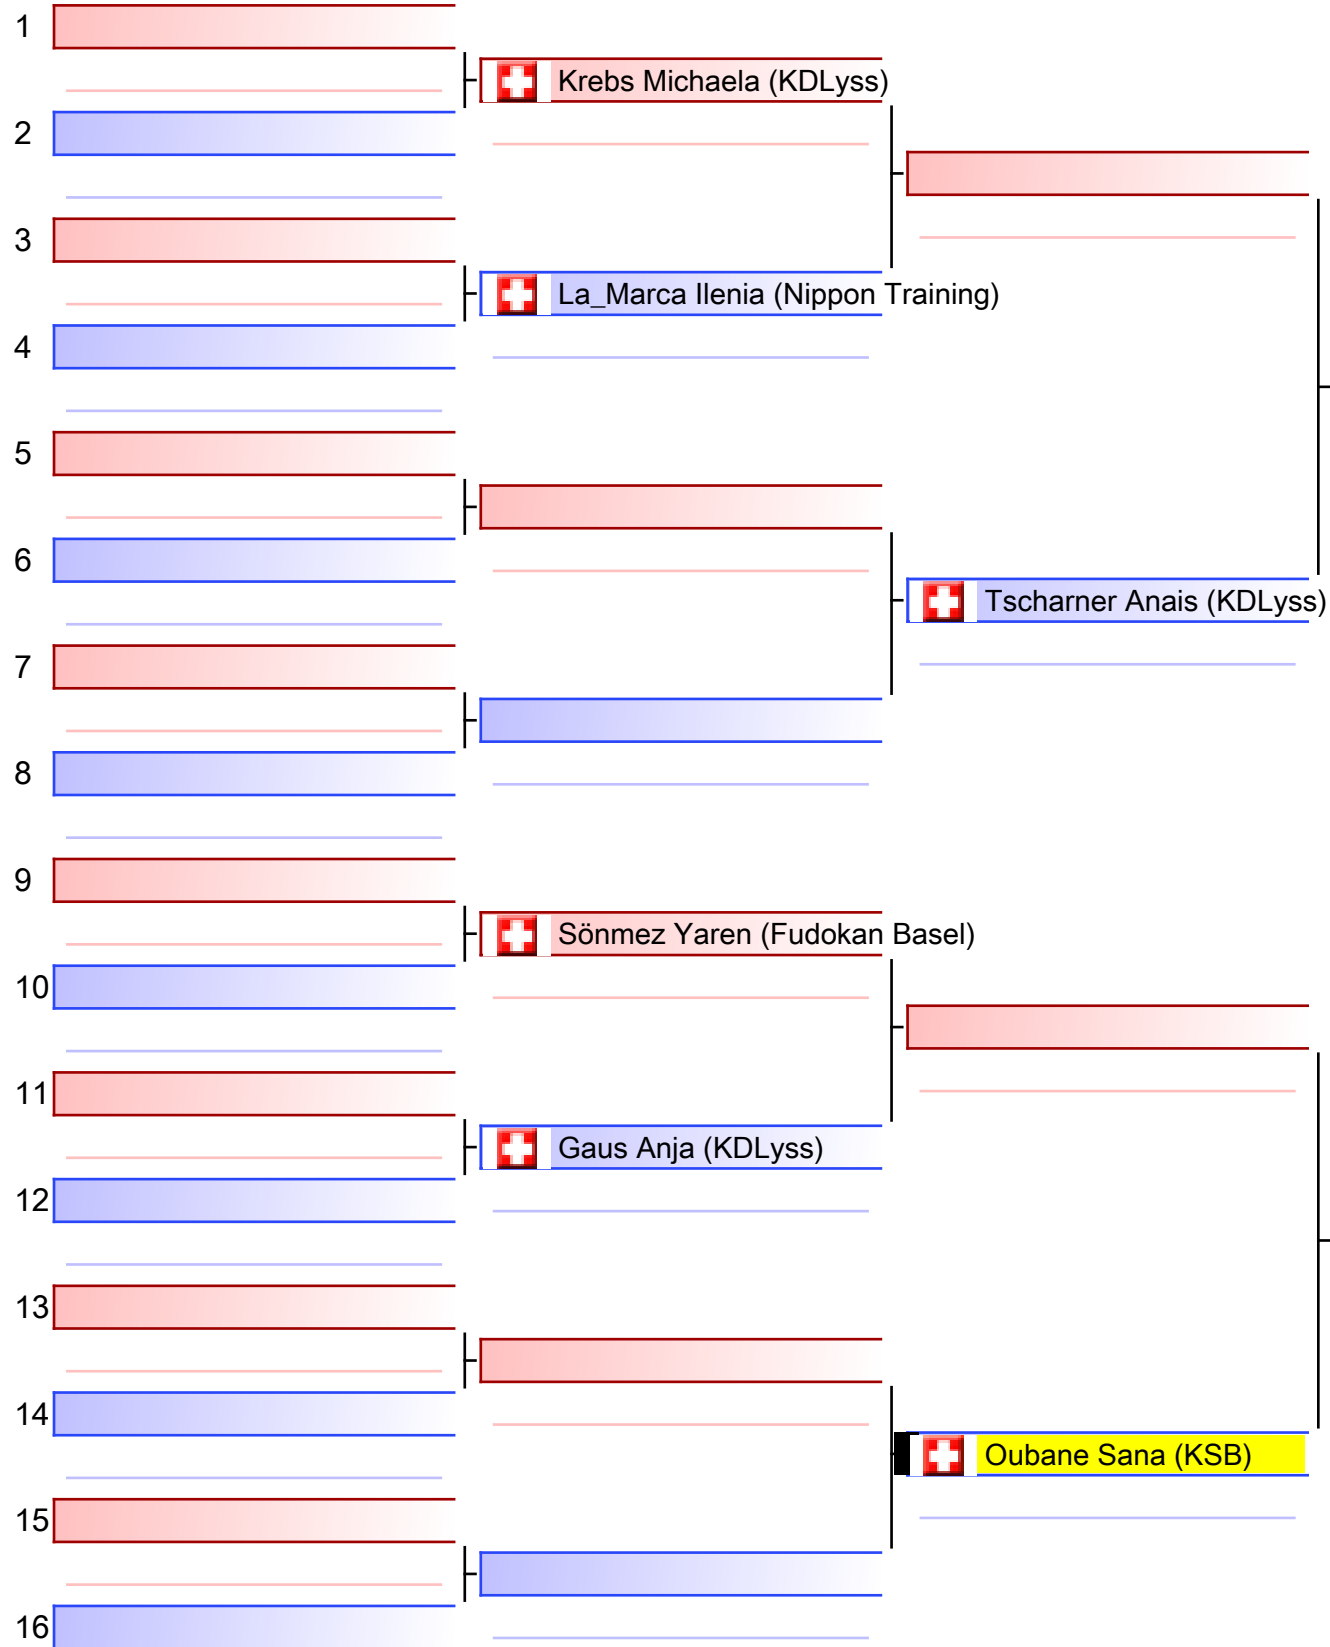 1
Krebs Michaela (KDLyss)
2
3
La_Marca Ilenia (Nippon Training)
4
5
6
Tscharner Anais (KDLyss)
7
8
9
Sönmez Yaren (Fudokan Basel)
10
11
Gaus Anja (KDLyss)
12
13
14
Oubane Sana (KSB)
15
16